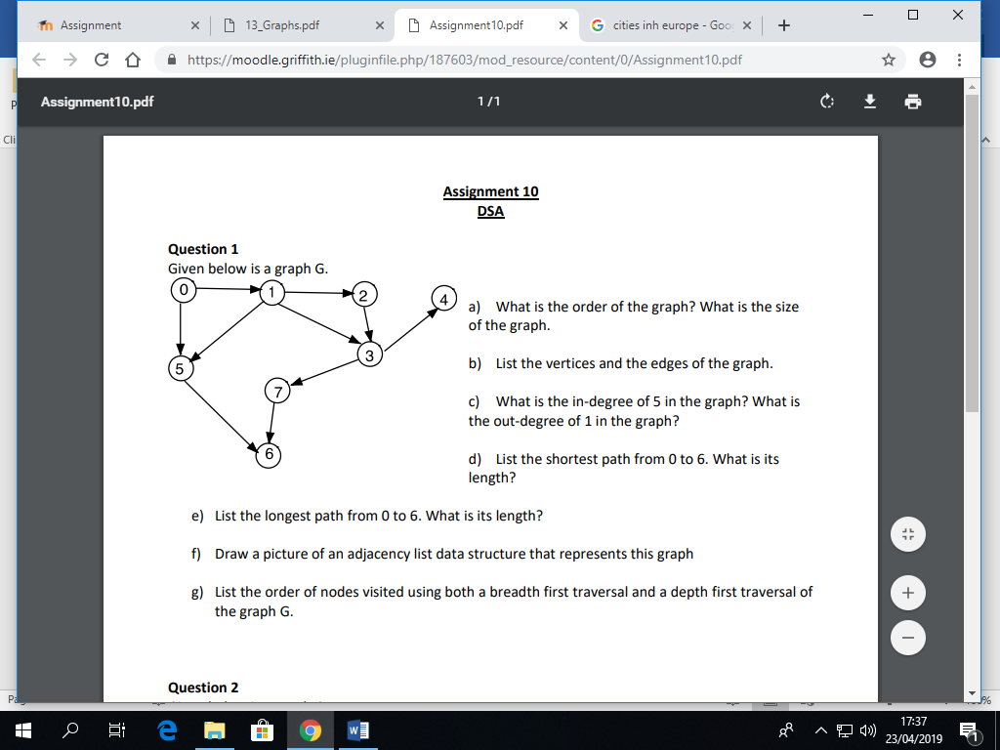 Assignment
13_Graphs.pdf
Assignment10.pdf
cities inh europe - Goo
https://moodle.griffith.ie/pluginfile.php/187603/mod_resource/content/0/Assignment10.pdf
Assignment10.pdf
1 / 1
P
Cli
Assignment 10
DSA
Question 1
Given below is a graph G.
0
1
2
4
5
3
7
6
a) What is the order of the graph? What is the size
of the graph.
b) List the vertices and the edges of the graph.
c) What is the in-degree of 5 in the graph? What is
the out-degree of 1 in the graph?
d) List the shortest path from 0 to 6. What is its
length?
e) List the longest path from 0 to 6. What is its length?
f) Draw a picture of an adjacency list data structure that represents this graph
g) List the order of nodes visited using both a breadth first traversal and a depth first traversal of
the graph G.
Question 2
Pa
%
17:37
23/04/2019
1